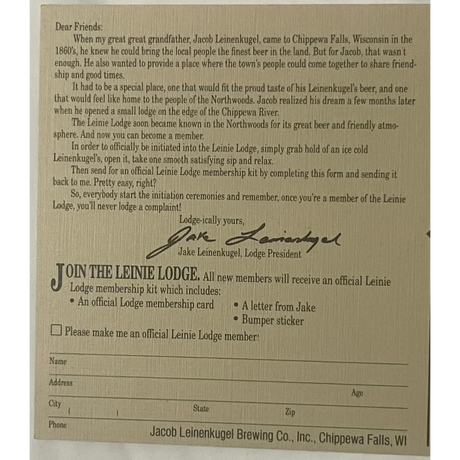 Dear Friends:
When my great great grandfather, Jacob Leinenkugel, came to Chippewa Falls, Wisconsin in the
1860's, he knew he could bring the local people the finest beer in the land. But for Jacob, that wasn t
enough. He also wanted to provide a place where the town's people could come together to share friend-
ship and good times.
It had to be a special place, one that would fit the proud taste of his Leinenkugel's beer, and one
that would feel like home to the people of the Northwoods. Jacob realized his dream a few months later
when he opened a small lodge on the edge of the Chippewa River.
The Leinie Lodge soon became known in the Northwoods for its great beer and friendly atmo-
sphere. And now you can become a member.
In order to officially be initiated into the Leinie Lodge, simply grab hold of an ice cold
Leinenkugel's, open it, take one smooth satisfying sip and relax.
Then send for an official Lodge membership kit by completing this form and sending it
back to me. Pretty easy, right?
So, everybody start the initiation ceremonies and remember, once you're a member of the Leinie
Lodge, you'll never lodge a complaint!
Lodge-ically yours,
Jake Leinenkugel
Jake Leinenkugel, Lodge President
JOIN THE LEINIE LODGE. All new members will receive an official Leinie
Lodge membership kit which includes:
• An official Lodge membership card • A letter from Jake
• Bumper sticker
Please make me an official Leinie Lodge member:
Name
Address Age
City State Zip
Phone
Jacob Leinenkugel Brewing Co., Inc., Chippewa Falls, WI